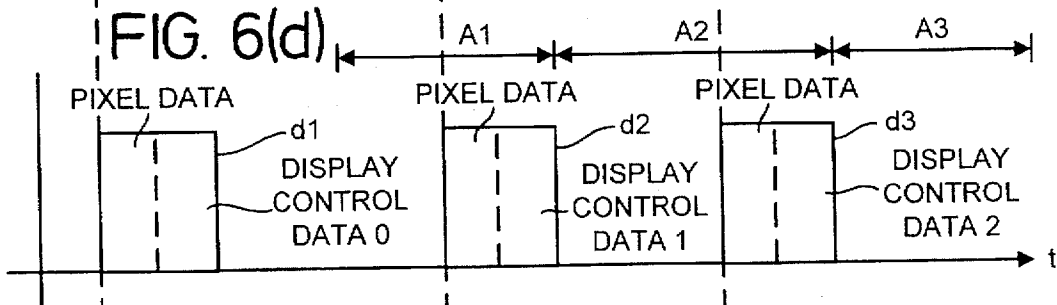 FIG. 6(d)
A1
A2
A3
PIXEL DATA
d1
DISPLAY
CONTROL
DATA 0
PIXEL DATA
d2
DISPLAY
CONTROL
DATA 1
PIXEL DATA
d3
DISPLAY
CONTROL
DATA 2
t